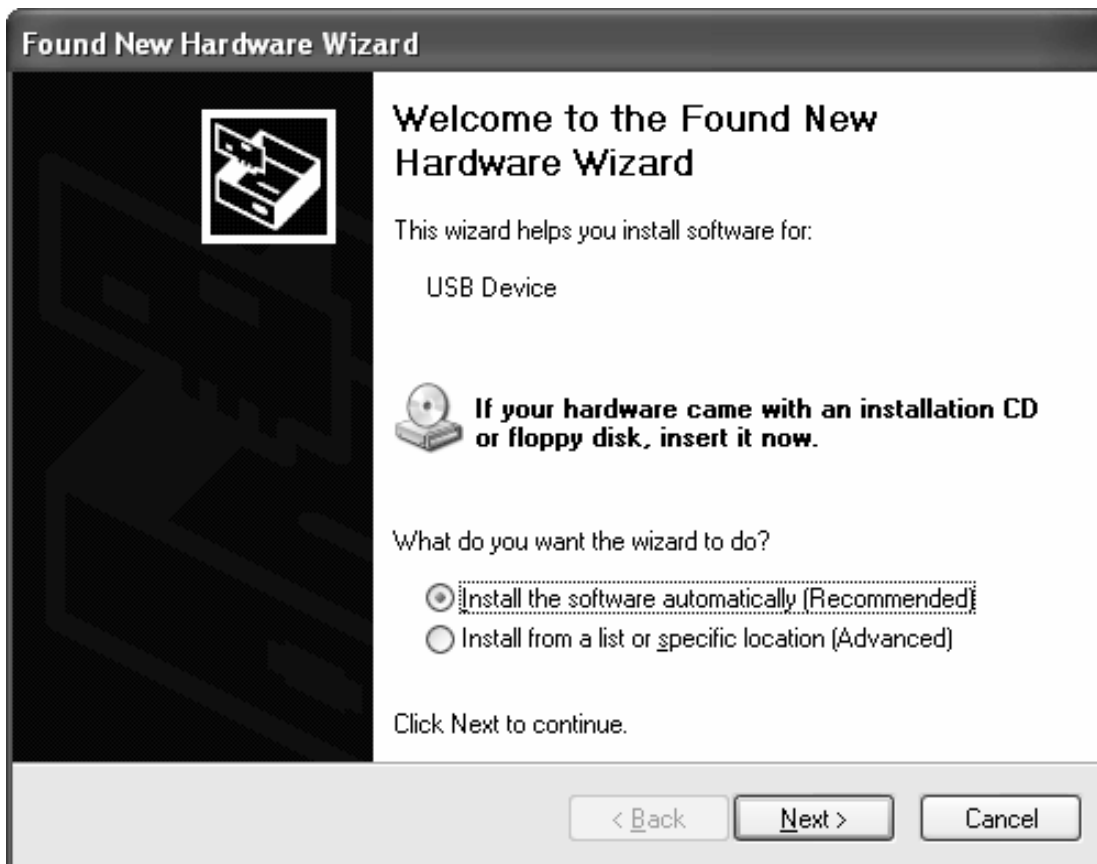 Found New Hardware Wizard
Welcome to the Found New
Hardware Wizard
This wizard helps you install software for:
USB Device
If your hardware came with an installation CD
or floppy disk, insert it now.
What do you want the wizard to do?
Install the software automatically (Recommended)
Install from a list or specific location (Advanced)
Click Next to continue.
< Back Next > Cancel